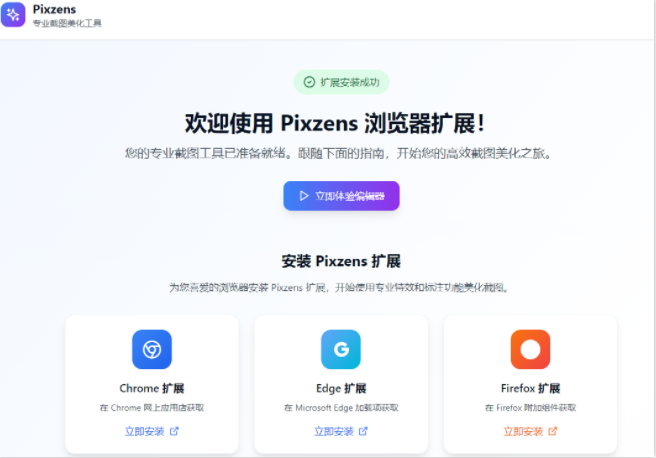 Pixzens
专业截图美化工具
扩展安装成功
欢迎使用 Pixzens 浏览器扩展！
您的专业截图工具已准备就绪。跟随下面的指南，开始您的高效截图美化之旅。
立即体验编辑器
安装 Pixzens 扩展
为您喜爱的浏览器安装 Pixzens 扩展，开始使用专业特效和标注功能美化截图。
Chrome 扩展
在 Chrome 网上应用店获取
立即安装
Edge 扩展
在 Microsoft Edge 加载项获取
立即安装
Firefox 扩展
在 Firefox 附加组件获取
立即安装